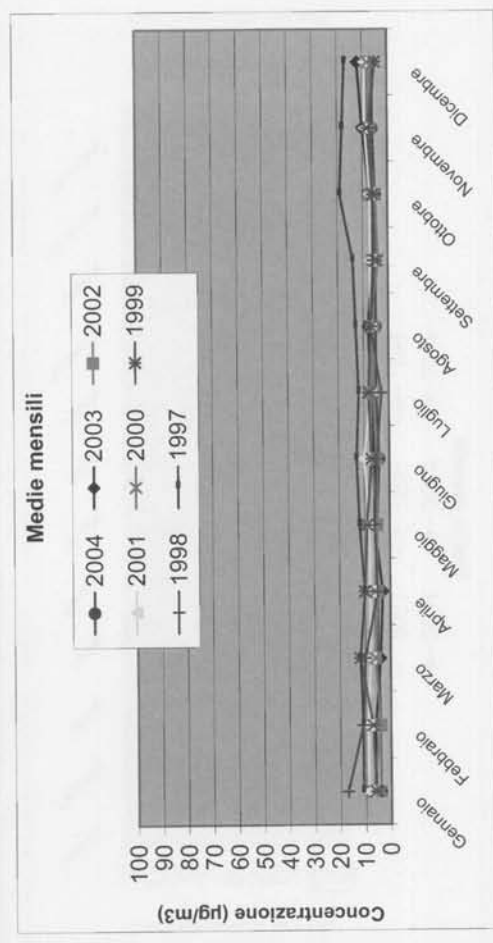 Medie mensili
2004 2003 2002
2001 2000 1999
1998 1997
Concentrazione (µg/m3)
100
90
80
70
60
50
40
30
20
10
0
Gennaio
Febbraio
Marzo
Aprile
Maggio
Giugno
Luglio
Agosto
Settembre
Ottobre
Novembre
Dicembre